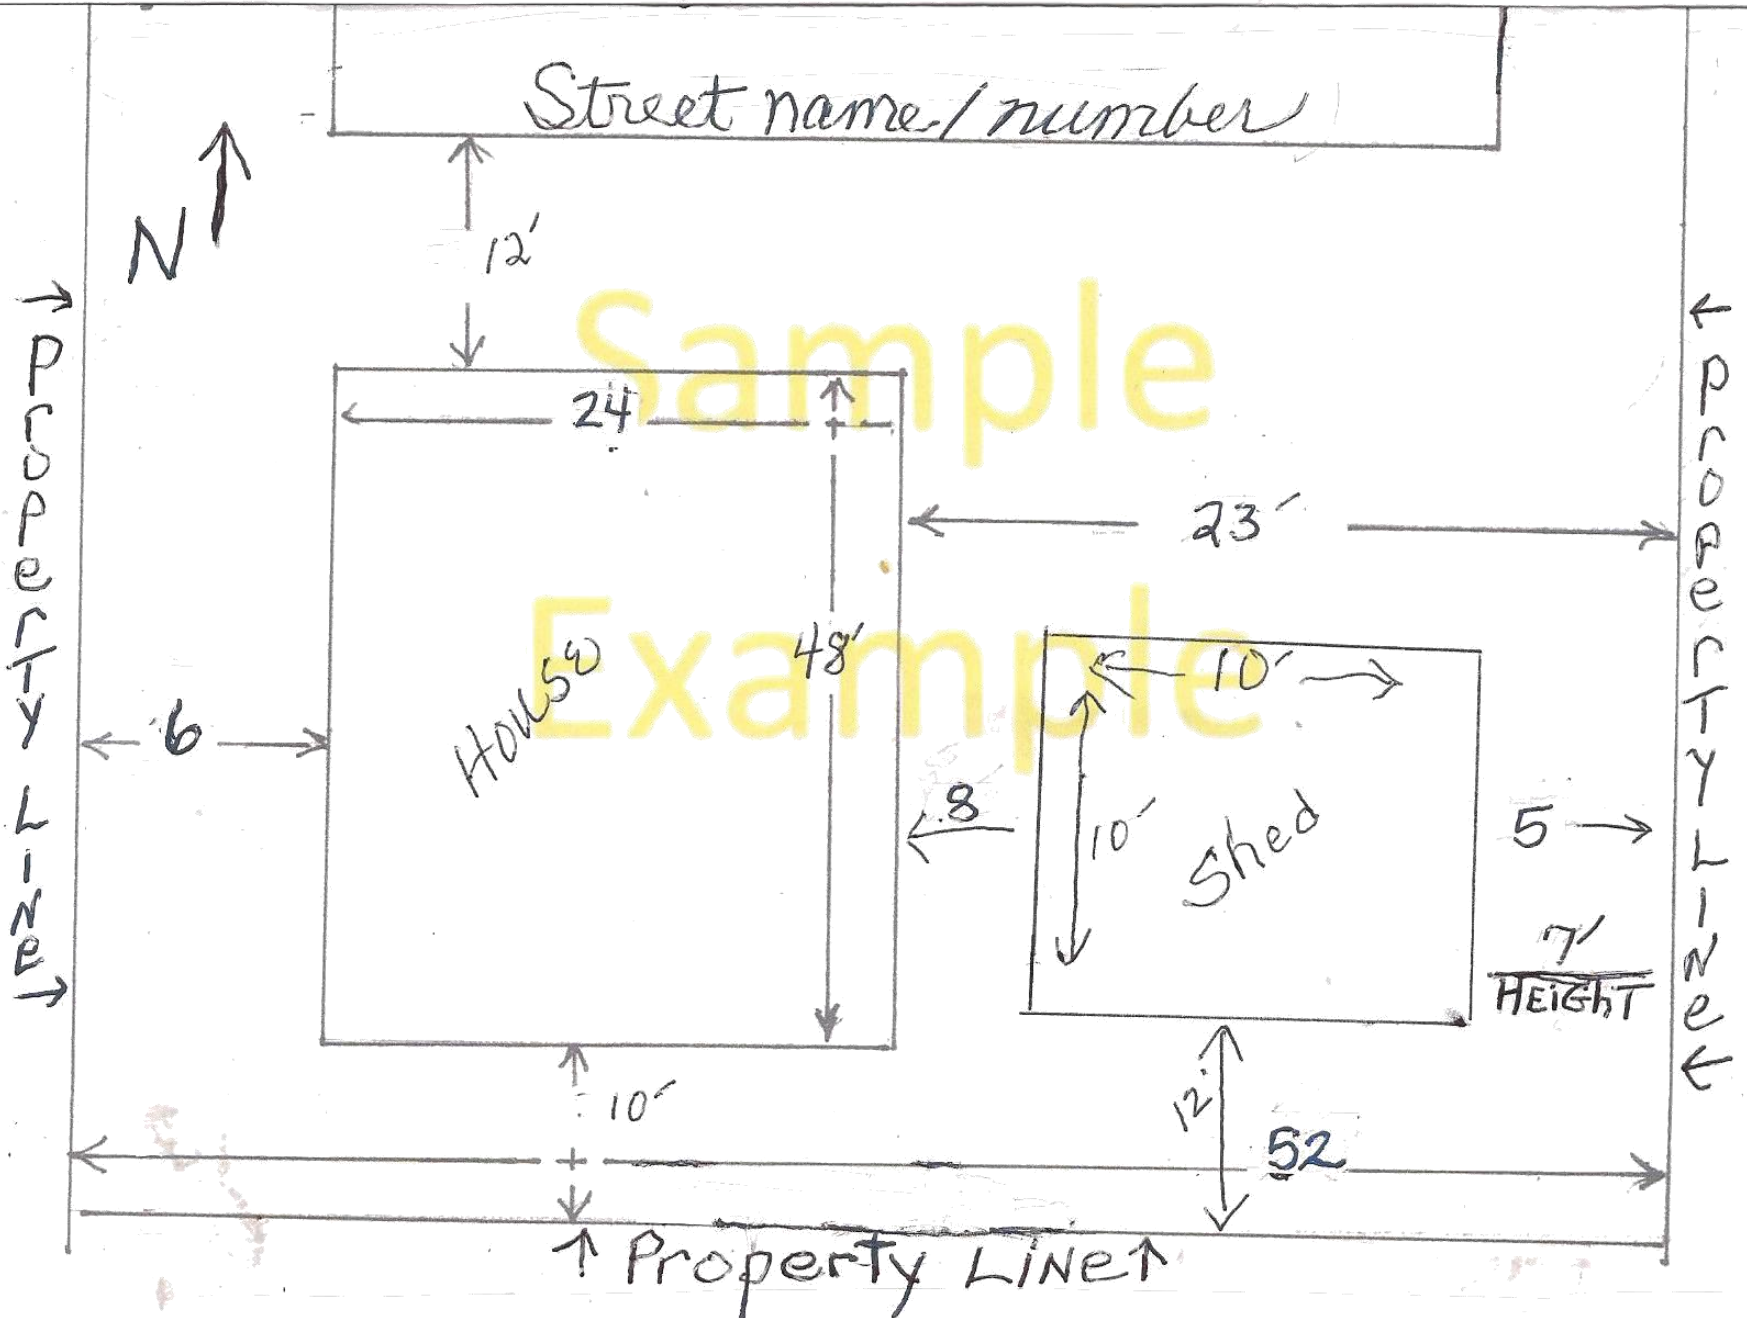 Street name/number
N
12'
Sample
24
23'
Property Line
Property Line
Example
House
48'
10'
6
8
10'
Shed
5
7'
HEIGhT
10'
12'
52
Property Line